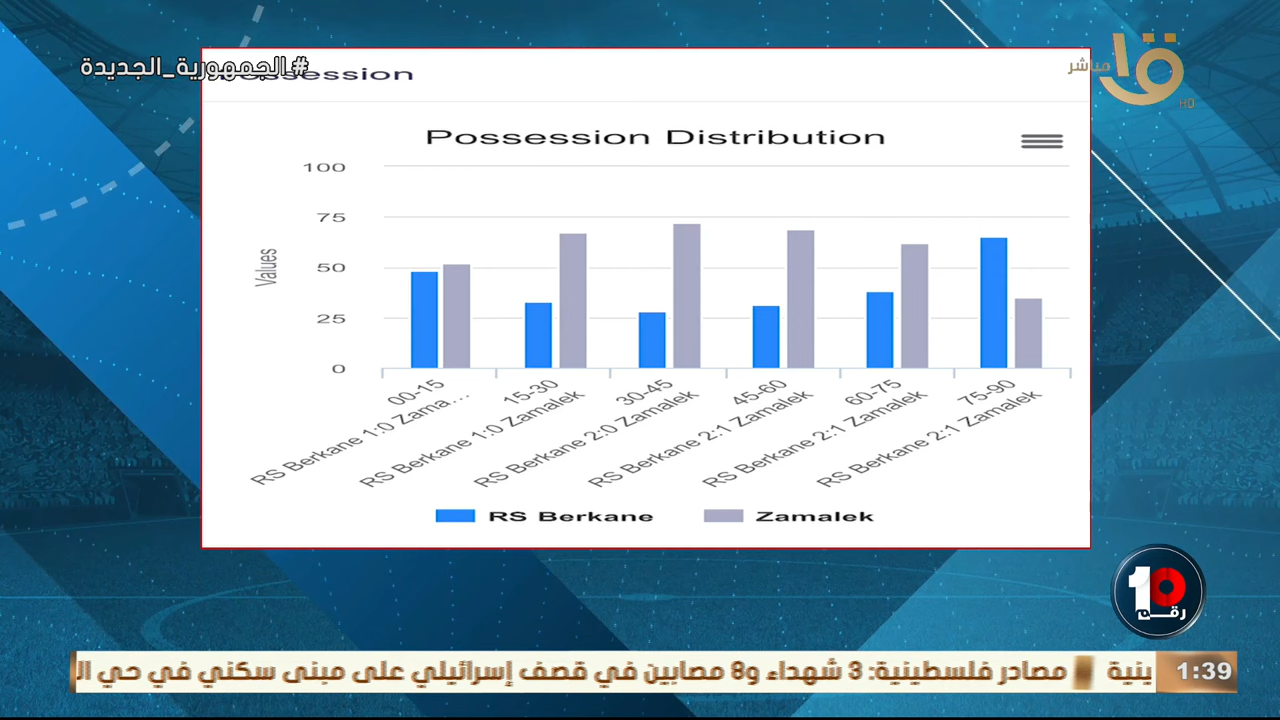 #الجمهورية_الجديدة
مباشر
HD
Possession Distribution
100
75
50
25
0
Values
00-15
RS Berkane 1:0 Zama...
15-30
RS Berkane 1:0 Zamalek
30-45
RS Berkane 2:0 Zamalek
45-60
RS Berkane 2:1 Zamalek
60-75
RS Berkane 2:1 Zamalek
75-90
RS Berkane 2:1 Zamalek
RS Berkane
Zamalek
رقم 10
ينية مصادر فلسطينية: 3 شهداء و8 مصابين في قصف إسرائيلي على مبنى سكني في حي ال
1:39